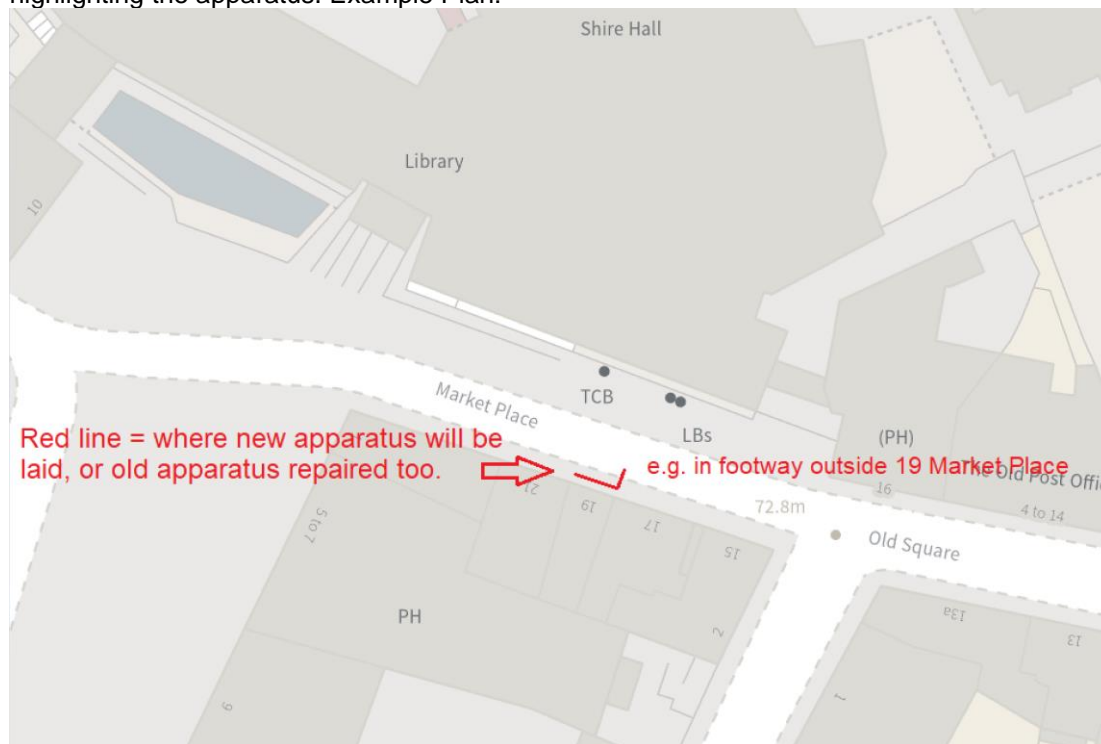 highlighting the apparatus. Example Plan:
Shire Hall
Library
10
Market Place
TCB
LBs
(PH)
Red line = where new apparatus will be
laid, or old apparatus repaired too.
e.g. in footway outside 19 Market Place
The Old Post Offi
16
4 to 14
72.8m
Old Square
21
19
17
15
5 to 7
PH
2
13a
13
9
1